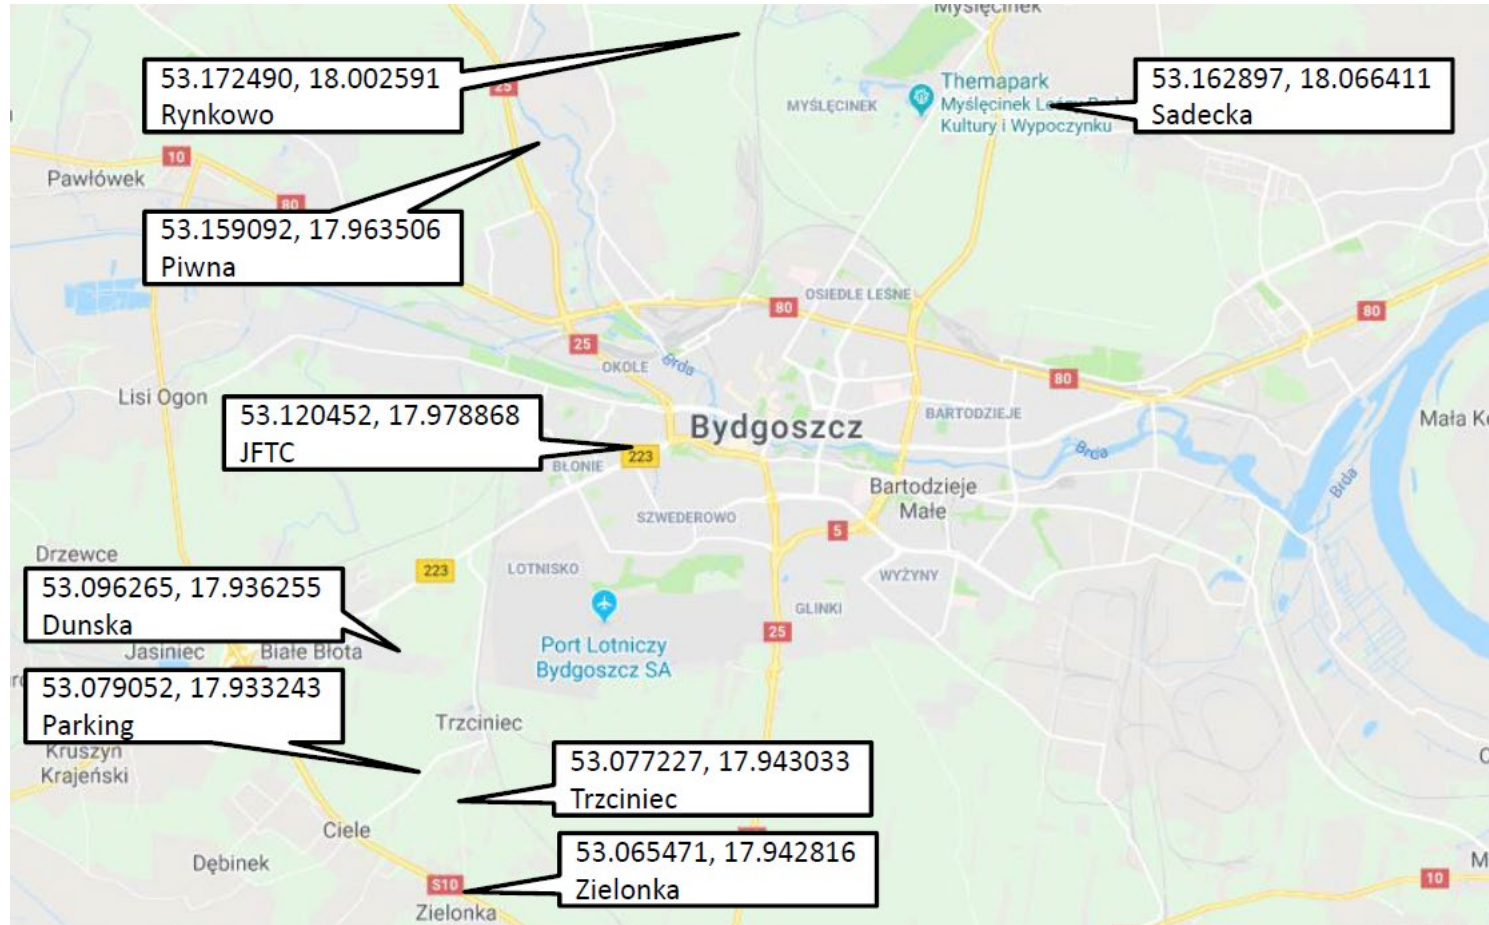 Myślęcinek
53.172490, 18.002591
Rynkowo
25
Themapark
Myślęcinek Leśny Park
Kultury i Wypoczynku
53.162897, 18.066411
Sadecka
MYŚLĘCINEK
10
Pawłówek
80
53.159092, 17.963506
Piwna
OSIEDLE LEŚNE
80
80
25
OKOLE
Brda
80
Lisi Ogon
53.120452, 17.978868
JFTC
Bydgoszcz
BARTODZIEJE
223
BŁONIE
Brda
Brda
Bartodzieje
Małe
SZWEDEROWO
5
Drzewce
223
LOTNISKO
WYŻYNY
53.096265, 17.936255
Dunska
GLINKI
25
Port Lotniczy
Bydgoszcz SA
Jasiniec
Białe Błota
53.079052, 17.933243
Parking
Trzciniec
Kruszyn
Krajeński
53.077227, 17.943033
Trzciniec
Ciele
Dębinek
53.065471, 17.942816
Zielonka
S10
10
Zielonka